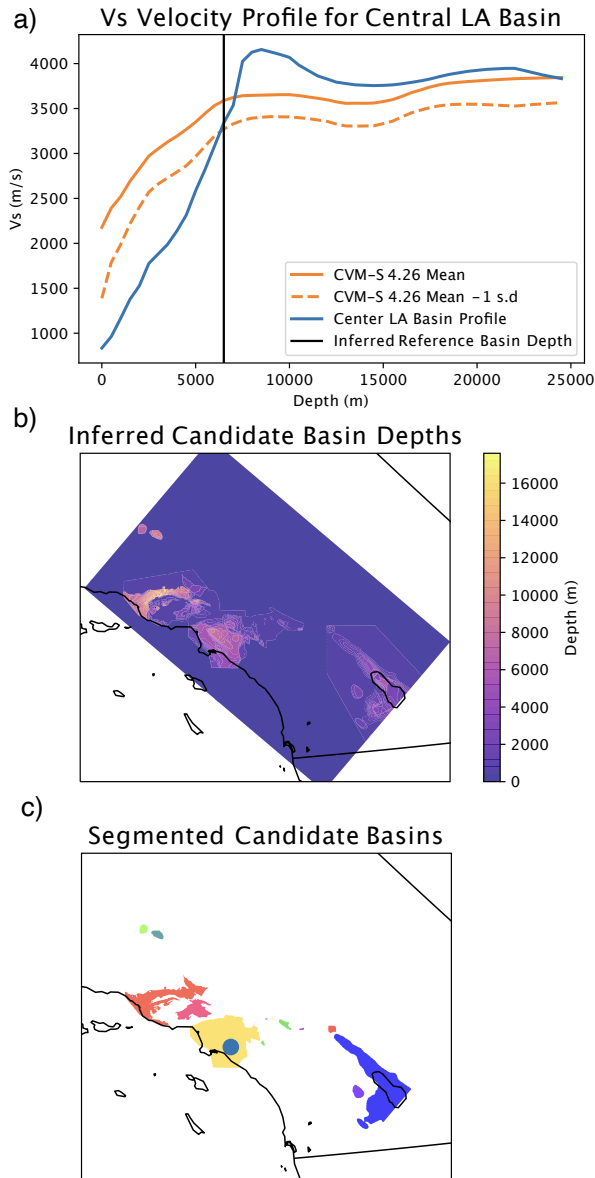 a)
Vs Velocity Profile for Central LA Basin
4000
3500
3000
2500
2000
1500
1000
Vs (m/s)
CVM-S 4.26 Mean
CVM-S 4.26 Mean -1 s.d
Center LA Basin Profile
Inferred Reference Basin Depth
0 5000 10000 15000 20000 25000
Depth (m)
b)
Inferred Candidate Basin Depths
16000
14000
12000
10000
8000
6000
4000
2000
0
Depth (m)
c)
Segmented Candidate Basins